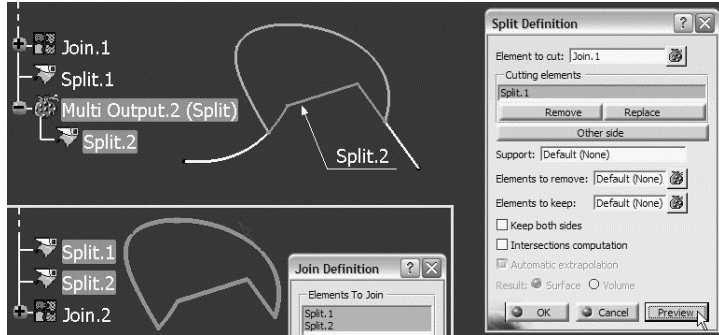 Join.1
Split.1
Multi Output.2 (Split)
Split.2
Split.2
Split Definition
Element to cut: Join.1
Cutting elements
Split.1
Remove Replace
Other side
Support: Default (None)
Elements to remove: Default (None)
Elements to keep: Default (None)
Keep both sides
Intersections computation
Automatic extrapolation
Result: Surface Volume
OK Cancel Preview
Split.1
Split.2
Join.2
Join Definition
Elements To Join
Split.1
Split.2